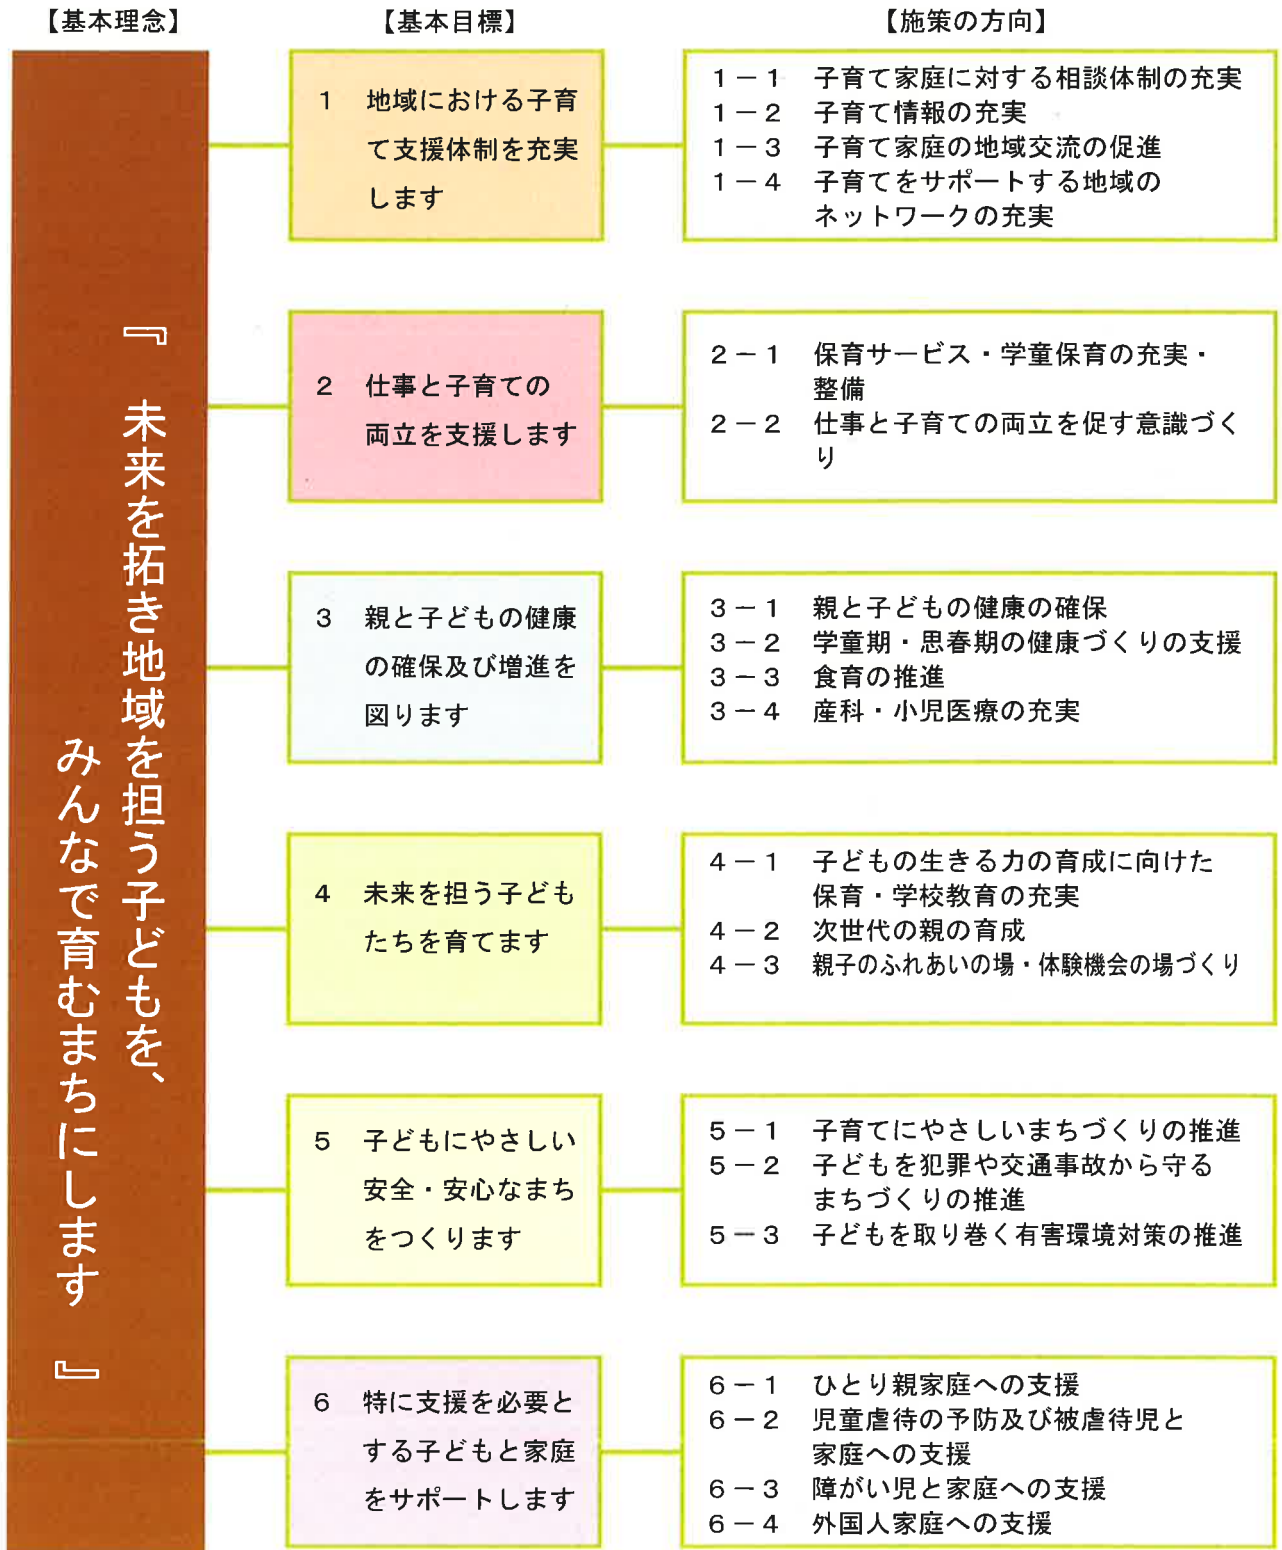 【基本理念】
【基本目標】
【施策の方向】
『 未来を拓き地域を担う子どもを、
みんなで育むまちにします 』
1 地域における子育
て支援体制を充実
します
1-1 子育て家庭に対する相談体制の充実
1-2 子育て情報の充実
1-3 子育て家庭の地域交流の促進
1-4 子育てをサポートする地域の
ネットワークの充実
2 仕事と子育ての
両立を支援します
2-1 保育サービス・学童保育の充実・
整備
2-2 仕事と子育ての両立を促す意識づく
り
3 親と子どもの健康
の確保及び増進を
図ります
3-1 親と子どもの健康の確保
3-2 学童期・思春期の健康づくりの支援
3-3 食育の推進
3-4 産科・小児医療の充実
4 未来を担う子ども
たちを育てます
4-1 子どもの生きる力の育成に向けた
保育・学校教育の充実
4-2 次世代の親の育成
4-3 親子のふれあいの場・体験機会の場づくり
5 子どもにやさしい
安全・安心なまち
をつくります
5-1 子育てにやさしいまちづくりの推進
5-2 子どもを犯罪や交通事故から守る
まちづくりの推進
5-3 子どもを取り巻く有害環境対策の推進
6 特に支援を必要と
する子どもと家庭
をサポートします
6-1 ひとり親家庭への支援
6-2 児童虐待の予防及び被虐待児と
家庭への支援
6-3 障がい児と家庭への支援
6-4 外国人家庭への支援